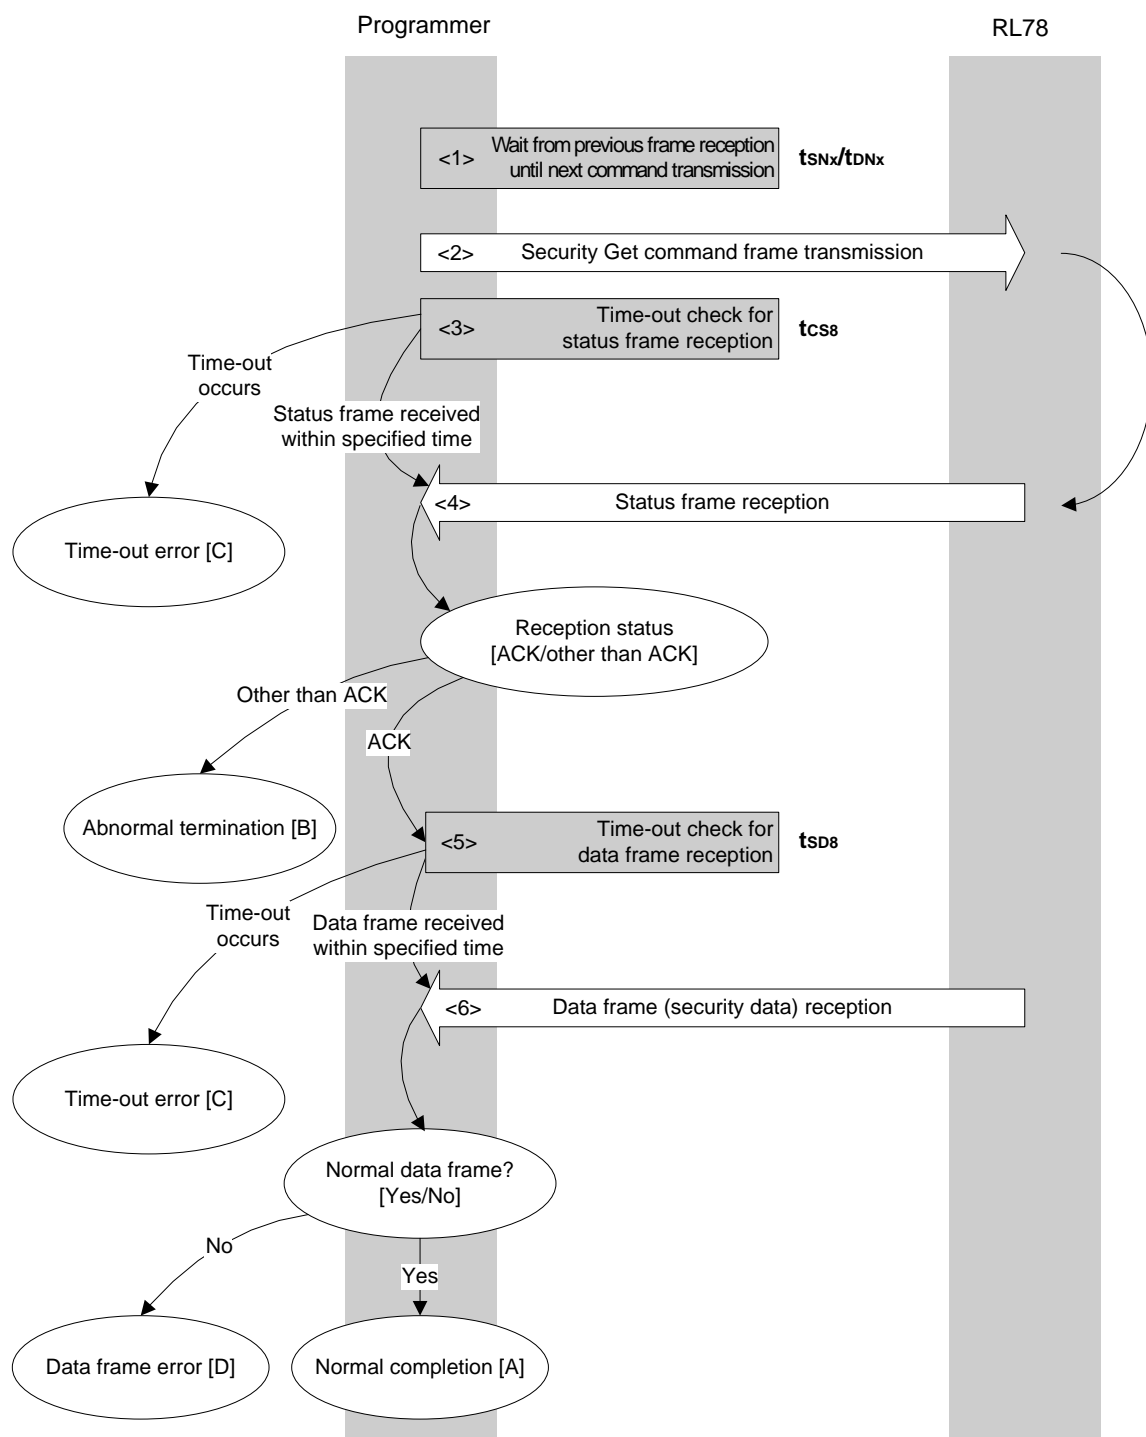 Programmer
RL78
<1>
Wait from previous frame reception
until next command transmission
tSNx/tDNx
<2>
Security Get command frame transmission
<3>
Time-out check for
status frame reception
tCS8
Time-out
occurs
Status frame received
within specified time
<4>
Status frame reception
Time-out error [C]
Reception status
[ACK/other than ACK]
Other than ACK
ACK
Abnormal termination [B]
<5>
Time-out check for
data frame reception
tSD8
Time-out
occurs
Data frame received
within specified time
<6>
Data frame (security data) reception
Time-out error [C]
Normal data frame?
[Yes/No]
No
Yes
Data frame error [D]
Normal completion [A]